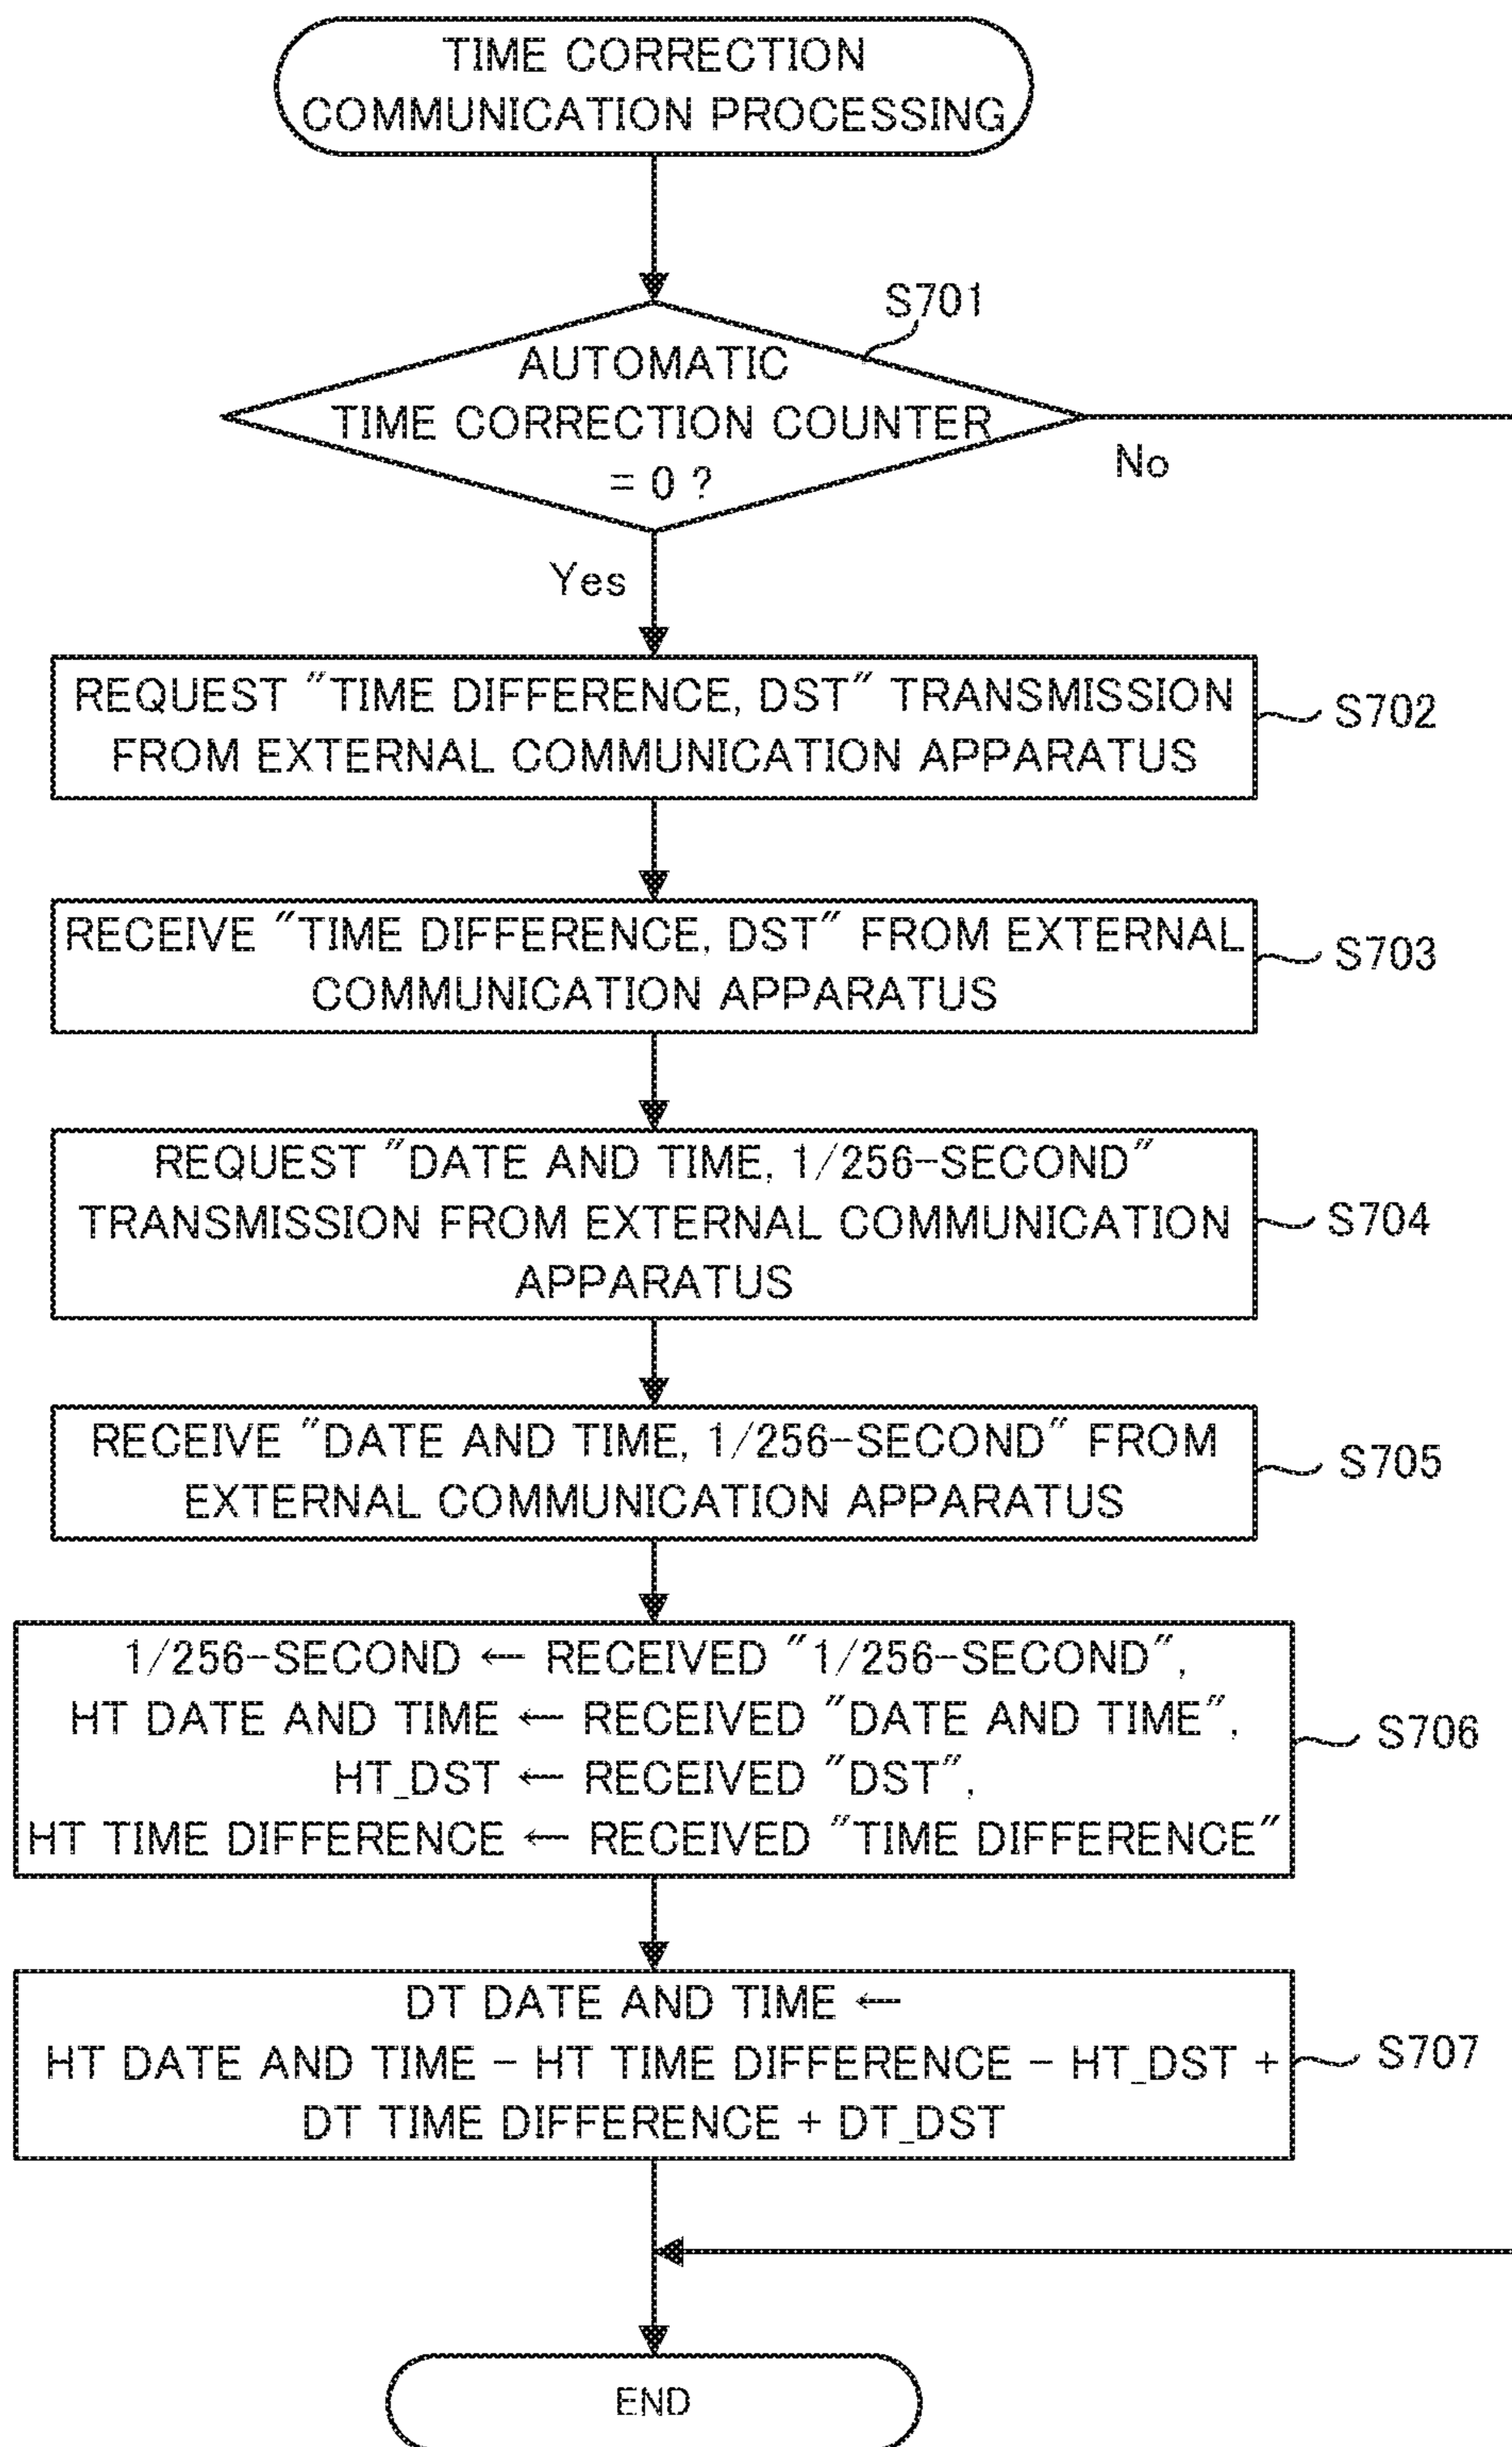 TIME CORRECTION
COMMUNICATION PROCESSING
S701
AUTOMATIC
TIME CORRECTION COUNTER
= 0 ?
No
Yes
REQUEST "TIME DIFFERENCE, DST" TRANSMISSION
FROM EXTERNAL COMMUNICATION APPARATUS
S702
RECEIVE "TIME DIFFERENCE, DST" FROM EXTERNAL
COMMUNICATION APPARATUS
S703
REQUEST "DATE AND TIME, 1/256-SECOND"
TRANSMISSION FROM EXTERNAL COMMUNICATION
APPARATUS
S704
RECEIVE "DATE AND TIME, 1/256-SECOND" FROM
EXTERNAL COMMUNICATION APPARATUS
S705
1/256-SECOND ← RECEIVED "1/256-SECOND",
HT DATE AND TIME ← RECEIVED "DATE AND TIME",
HT_DST ← RECEIVED "DST",
HT TIME DIFFERENCE ← RECEIVED "TIME DIFFERENCE"
S706
DT DATE AND TIME ←
HT DATE AND TIME - HT TIME DIFFERENCE - HT_DST +
DT TIME DIFFERENCE + DT_DST
S707
END